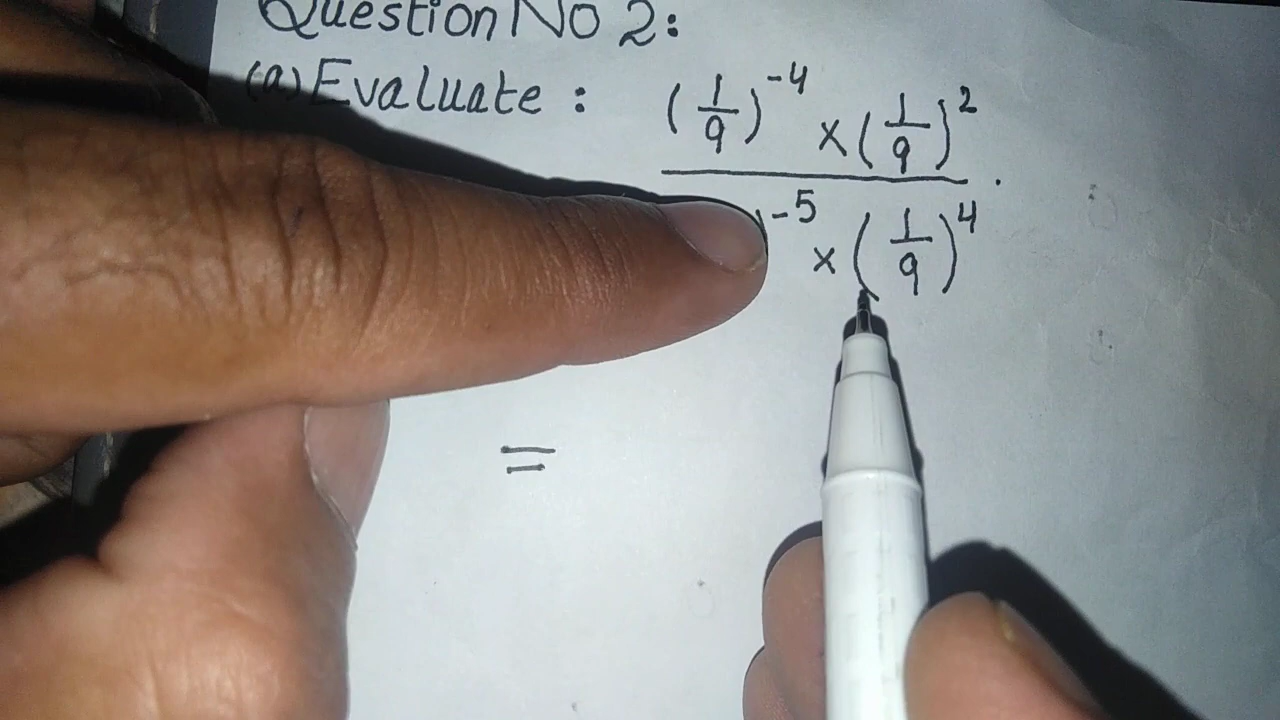 Question No 2:
(a) Evaluate : (1/9)^-4 × (1/9)^2 .
)^-5 × (1/9)^4
=